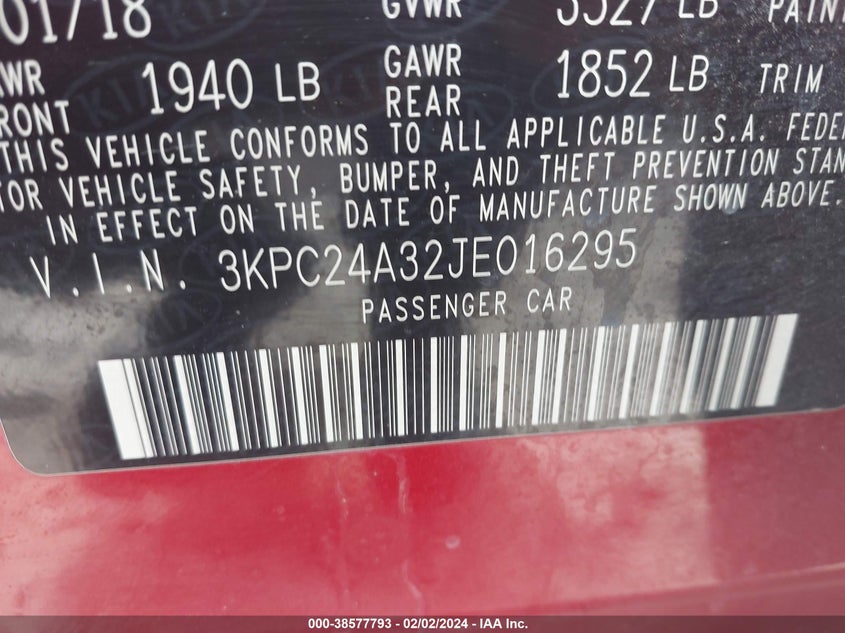 01/18 GVWR 3527 LB PAINT
GAWR FRONT 1940 LB GAWR REAR 1852 LB TRIM
THIS VEHICLE CONFORMS TO ALL APPLICABLE U.S.A. FEDER
TOR VEHICLE SAFETY, BUMPER, AND THEFT PREVENTION STAN
IN EFFECT ON THE DATE OF MANUFACTURE SHOWN ABOVE.
V.I.N. 3KPC24A32JE016295
PASSENGER CAR
000-38577793 - 02/02/2024 - IAA Inc.